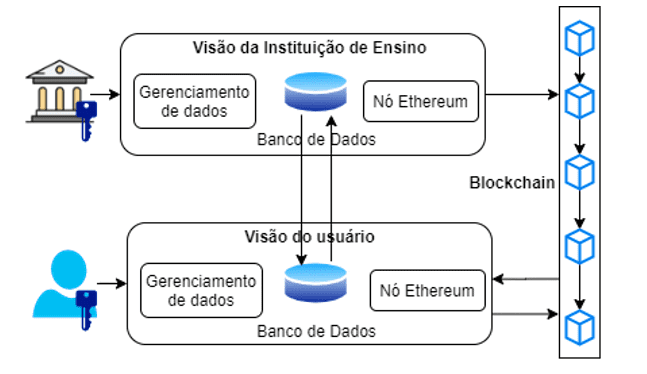 Visão da Instituição de Ensino
Gerenciamento
de dados
Nó Ethereum
Banco de Dados
Blockchain
Visão do usuário
Gerenciamento
de dados
Nó Ethereum
Banco de Dados